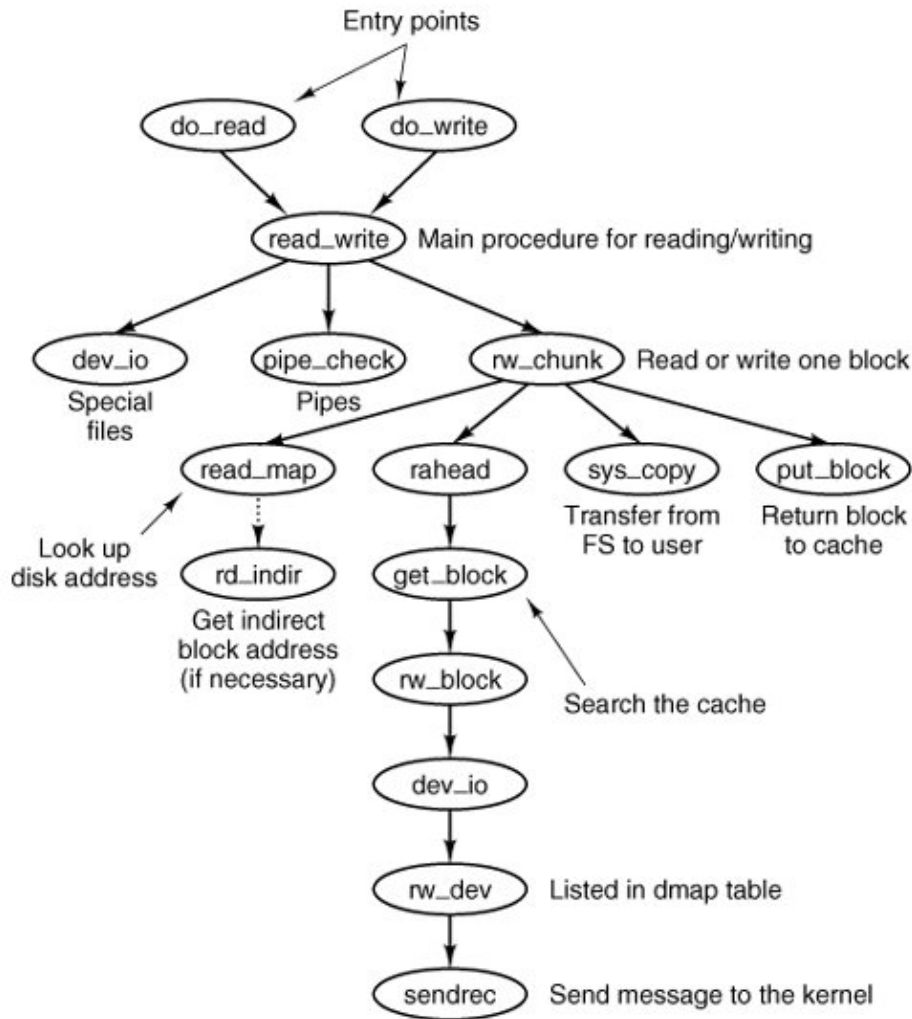 Entry points
do_read
do_write
read_write
Main procedure for reading/writing
dev_io
pipe_check
rw_chunk
Read or write one block
Special
files
Pipes
read_map
rahead
sys_copy
put_block
Transfer from
FS to user
Return block
to cache
Look up
disk address
rd_indir
get_block
Get indirect
block address
(if necessary)
rw_block
Search the cache
dev_io
rw_dev
Listed in dmap table
sendrec
Send message to the kernel